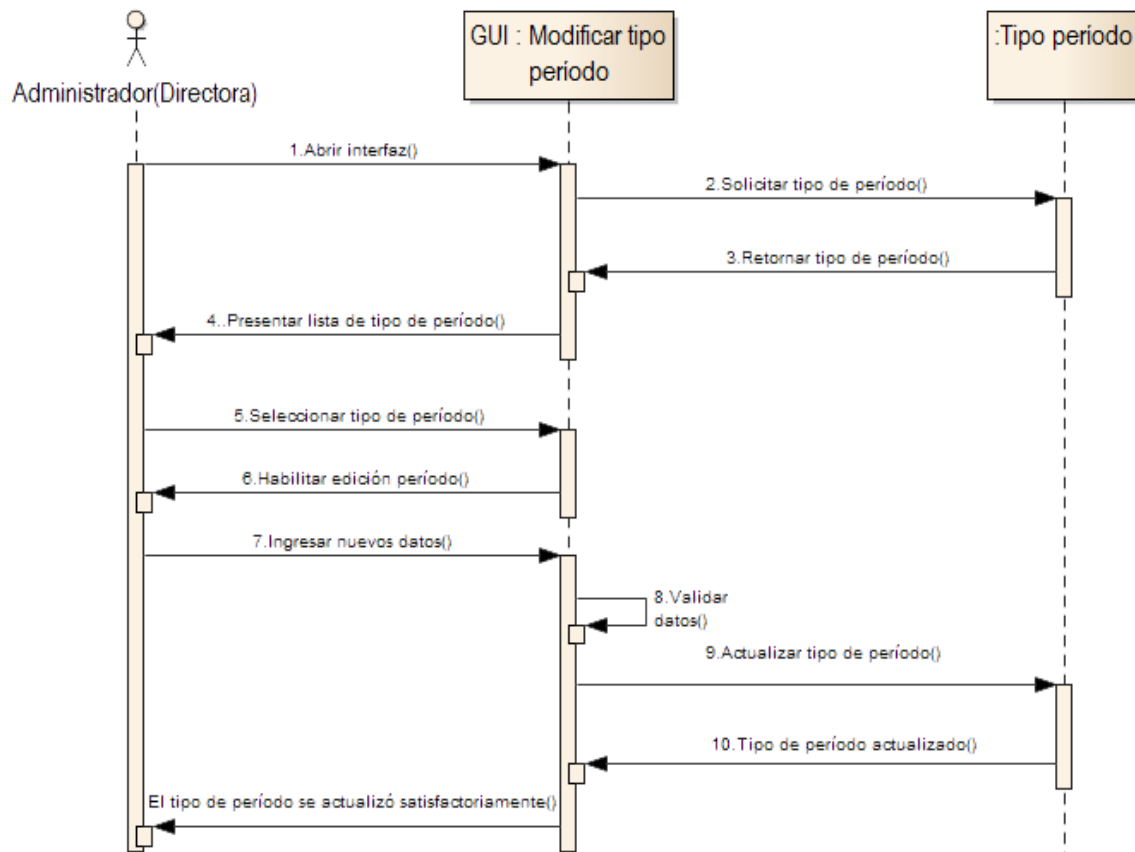 GUI : Modificar tipo
período
:Tipo período
Administrador(Directora)
1.Abrir interfaz()
2.Solicitar tipo de período()
3.Retornar tipo de período()
4..Presentar lista de tipo de período()
5.Seleccionar tipo de período()
6.Habilitar edición período()
7.Ingresar nuevos datos()
8.Validar
datos()
9.Actualizar tipo de período()
10.Tipo de período actualizado()
El tipo de período se actualizó satisfactoriamente()